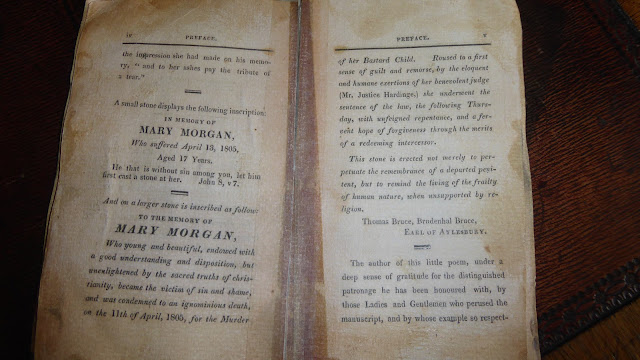 iv PREFACE.
the impression she had made on his memo-
ry, " and to her ashes pay the tribute of
a tear."
A small stone displays the following inscription:
IN MEMORY OF
MARY MORGAN,
Who suffered April 13, 1805,
Aged 17 Years.
He that is without sin among you, let him
first cast a stone at her. John 8, v 7.
And on a larger stone is inscribed as follows
TO THE MEMORY OF
MARY MORGAN,
Who young and beautiful, endowed with
a good understanding and disposition, but
unenlightened by the sacred truths of chris-
tianity, became the victim of sin and shame,
and was condemned to an ignominious death,
on the 11th of April, 1805, for the Murder
PREFACE. v
of her Bastard Child. Roused to a first
sense of guilt and remorse, by the eloquent
and humane exertions of her benevolent judge
(Mr. Justice Hardinge,) she underwent the
sentence of the law, the following Thurs-
day, with unfeigned repentance, and a fer-
vent hope of forgiveness through the merits
of a redeeming intercessor.
This stone is erected not merely to per-
petuate the remembrance of a departed peni-
tent, but to remind the living of the frailty
of human nature, when unsupported by re-
ligion.
Thomas Bruce, Brudenhal Bruce,
EARL OF AYLESBURY.
The author of this little poem, under a
deep sense of gratitude for the distinguished
patronage he has been honoured with, by
those Ladies and Gentlemen who perused the
manuscript, and by whose example so respect-